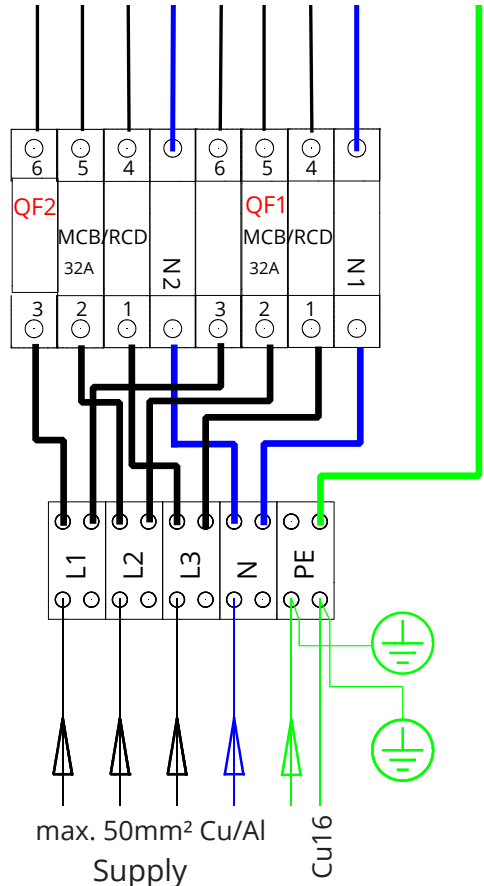 6 5 4 6 5 4
QF2 QF1
MCB/RCD MCB/RCD
32A 32A
N2 N1
3 2 1 3 2 1
L1 L2 L3 N PE
max. 50mm² Cu/Al
Supply
Cu16